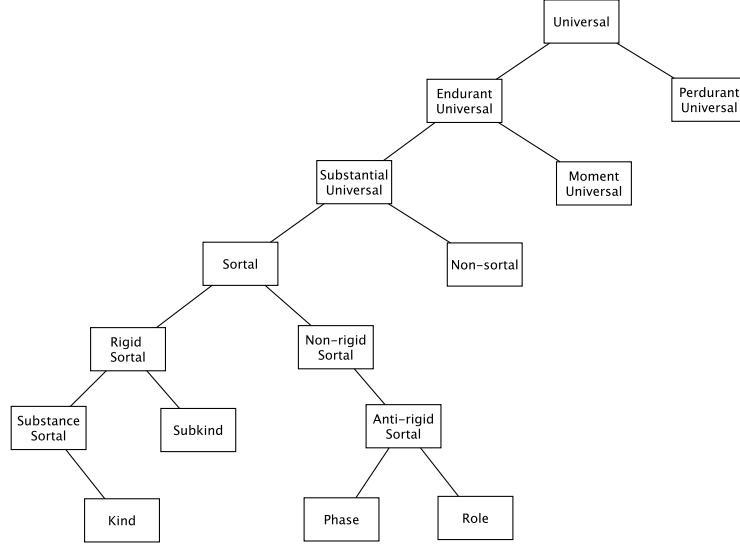 Universal
Endurant
Universal
Perdurant
Universal
Substantial
Universal
Moment
Universal
Sortal
Non-sortal
Rigid
Sortal
Non-rigid
Sortal
Substance
Sortal
Subkind
Anti-rigid
Sortal
Kind
Phase
Role